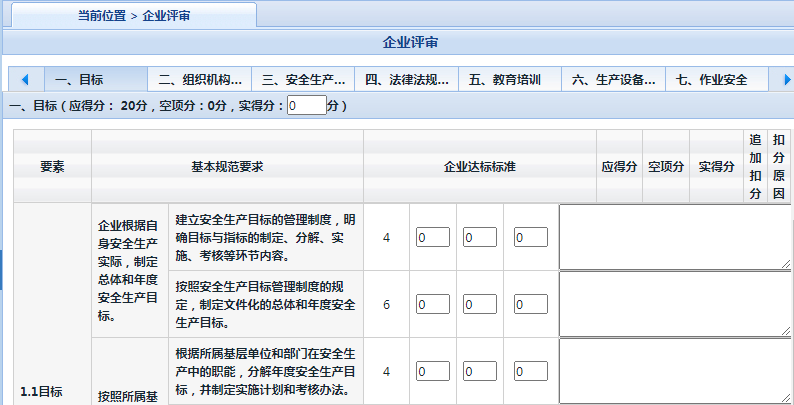 当前位置 > 企业评审
企业评审
一、目标
二、组织机构...
三、安全生产...
四、法律法规...
五、教育培训
六、生产设备...
七、作业安全
一、目标（应得分： 20分，空项分：0分，实得分：0分）
要素
基本规范要求
企业达标标准
应得分
空项分
实得分
追
加
扣
分
扣
分
原
因
企业根据自
身安全生产
实际，制定
总体和年度
安全生产目
标。
建立安全生产目标的管理制度，明
确目标与指标的制定、分解、实
施、考核等环节内容。
4
0
0
0
按照安全生产目标管理制度的规
定，制定文件化的总体和年度安全
生产目标。
6
0
0
0
1.1目标
按照所属基
根据所属基层单位和部门在安全生
产中的职能，分解年度安全生产目
标，并制定实施计划和考核办法。
4
0
0
0